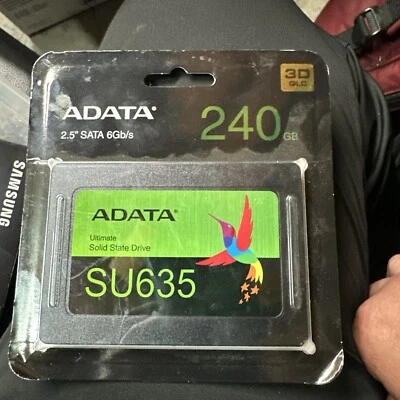 3D
QLC
ADATA
2.5" SATA 6Gb/s
240 GB
ADATA
Ultimate
Solid State Drive
SU635
SAMSUNG